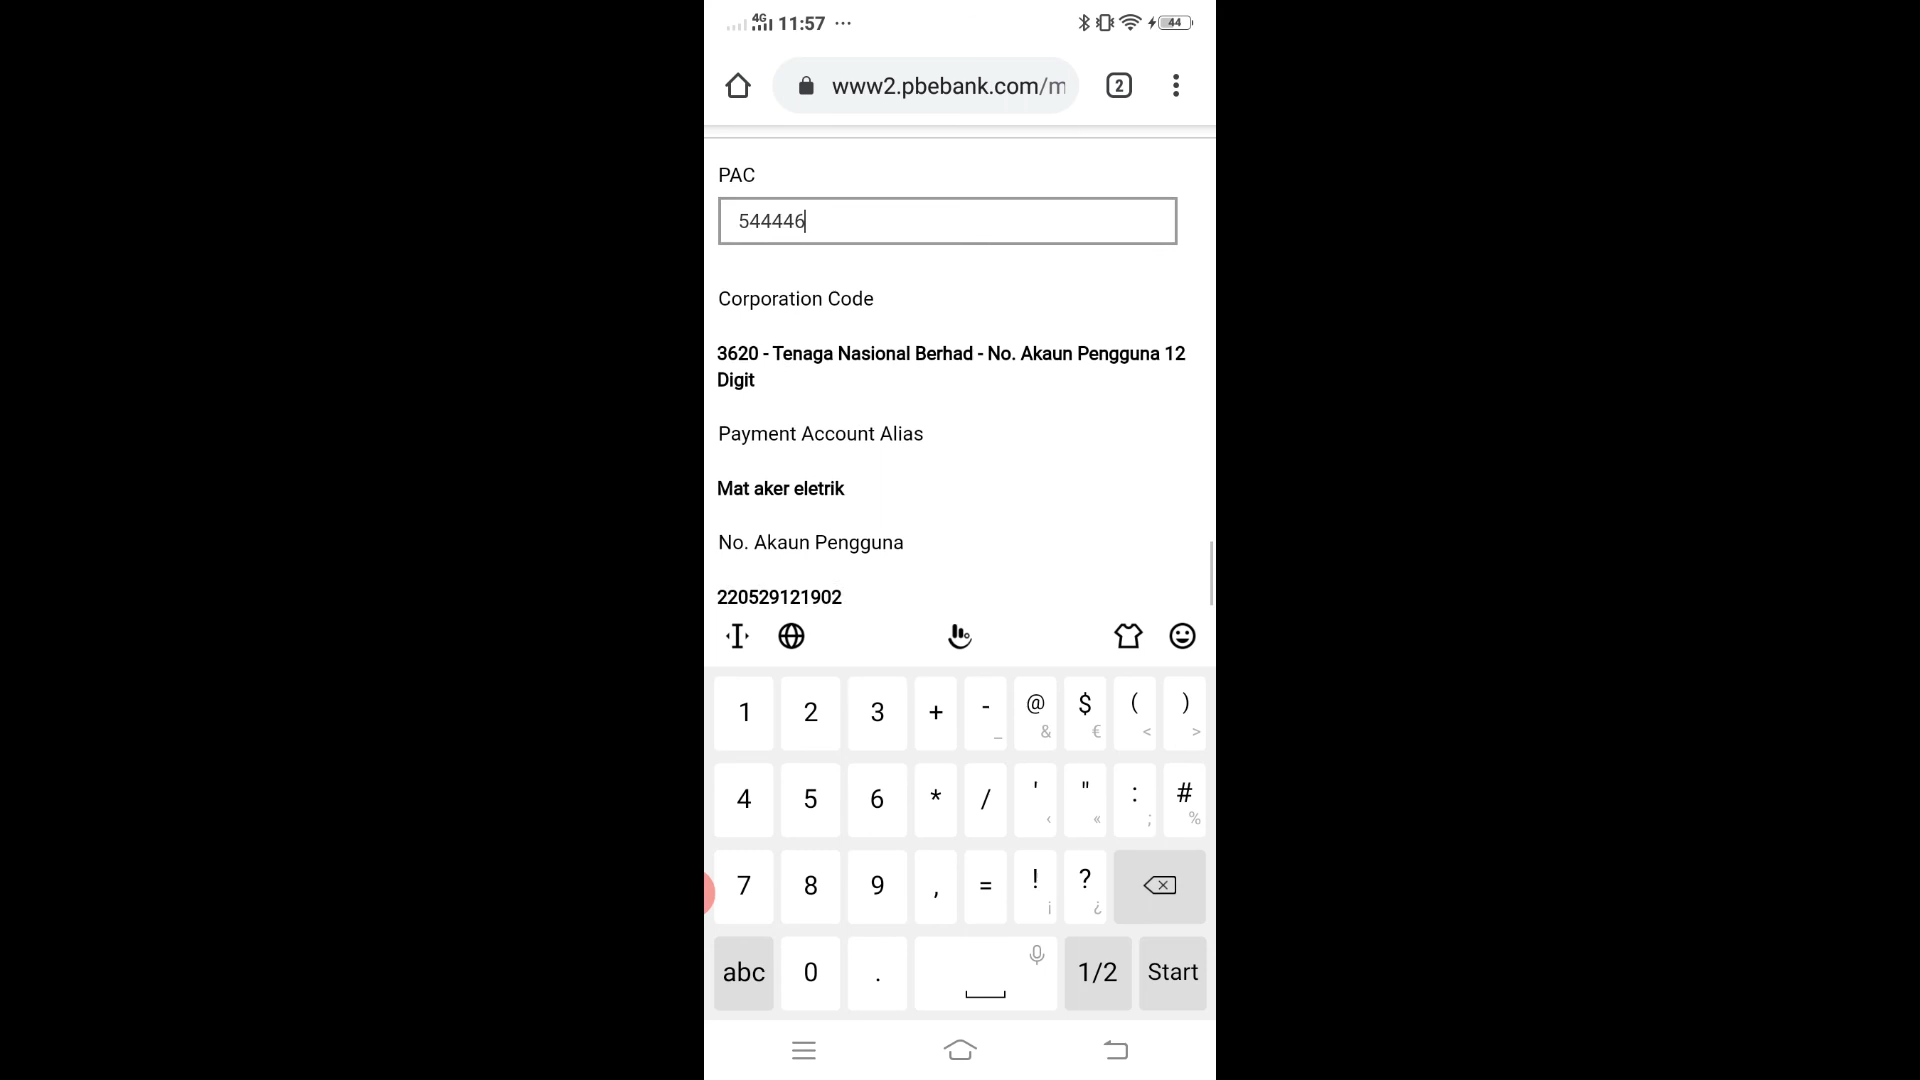 4G 11:57 ... 44
www2.pbebank.com/m 2
PAC
544446
Corporation Code
3620 - Tenaga Nasional Berhad - No. Akaun Pengguna 12
Digit
Payment Account Alias
Mat aker eletrik
No. Akaun Pengguna
220529121902
1 2 3 + - _ @ & $ € ( < ) >
4 5 6 * / ' ‹ " « : ; # %
7 8 9 , = ! ¡ ? ¿
abc 0 . 1/2 Start